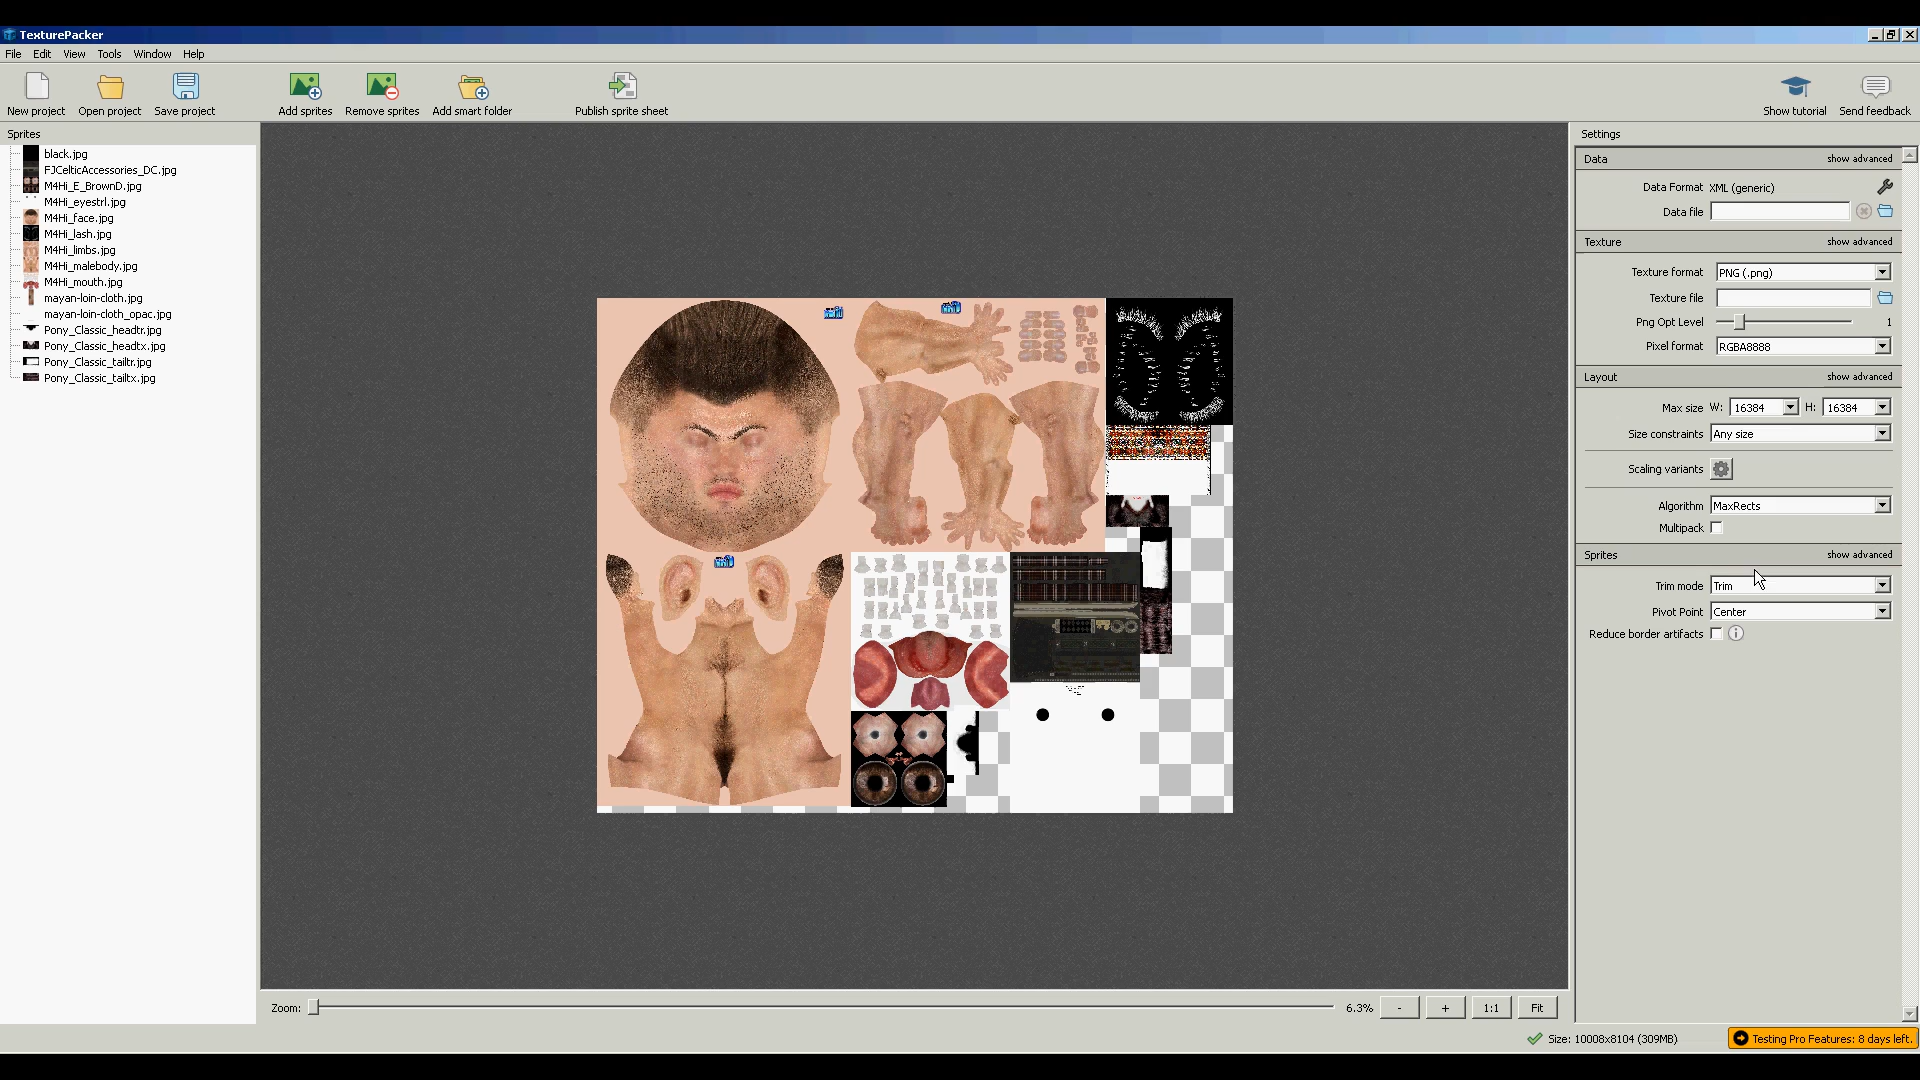 TexturePacker
File Edit View Tools Window Help
New project Open project Save project Add sprites Remove sprites Add smart folder Publish sprite sheet Show tutorial Send feedback
Sprites
black.jpg
FJCelticAccessories_DC.jpg
M4Hi_E_BrownD.jpg
M4Hi_eyestrl.jpg
M4Hi_face.jpg
M4Hi_lash.jpg
M4Hi_limbs.jpg
M4Hi_malebody.jpg
M4Hi_mouth.jpg
mayan-loin-cloth.jpg
mayan-loin-cloth_opac.jpg
Pony_Classic_headtr.jpg
Pony_Classic_headtx.jpg
Pony_Classic_tailtr.jpg
Pony_Classic_tailtx.jpg
Settings
Data show advanced
Data Format XML (generic)
Data file
Texture show advanced
Texture format PNG (.png)
Texture file
Png Opt Level 1
Pixel format RGBA8888
Layout show advanced
Max size W: 16384 H: 16384
Size constraints Any size
Scaling variants
Algorithm MaxRects
Multipack
Sprites show advanced
Trim mode Trim
Pivot Point Center
Reduce border artifacts
Zoom: 6.3% - + 1:1 Fit
Size: 10008x8104 (309MB) Testing Pro Features: 8 days left.